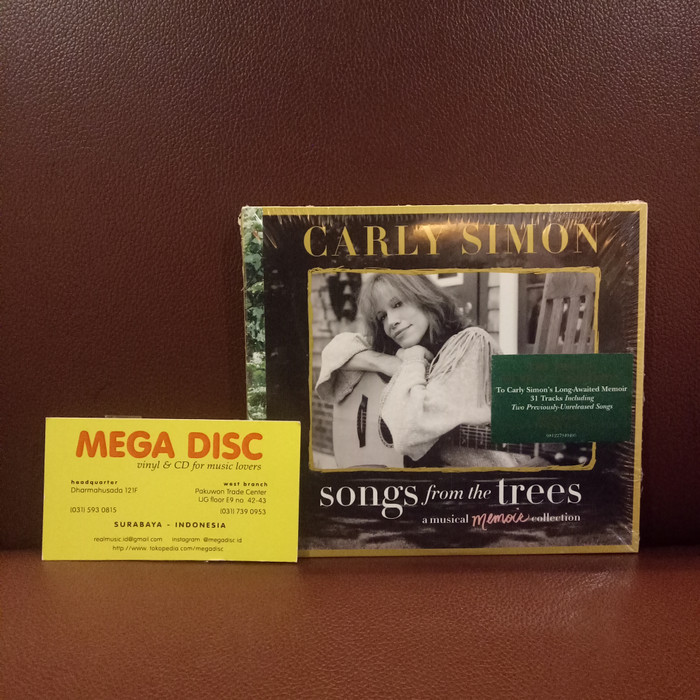 CARLY SIMON
To Carly Simon's Long-Awaited Memoir
31 Tracks Including
Two Previously-Unreleased Songs
songs from the trees
a musical memoir collection
MEGA DISC
vinyl & CD for music lovers
headquarter
Dharmahusada 121F
(031) 593 0815
west branch
Pakuwon Trade Center
UG floor E9 no. 42-43
(031) 739 0953
SURABAYA - INDONESIA
realmusic.id@gmail.com instagram @megadisc.id
http://www.tokopedia.com/megadisc